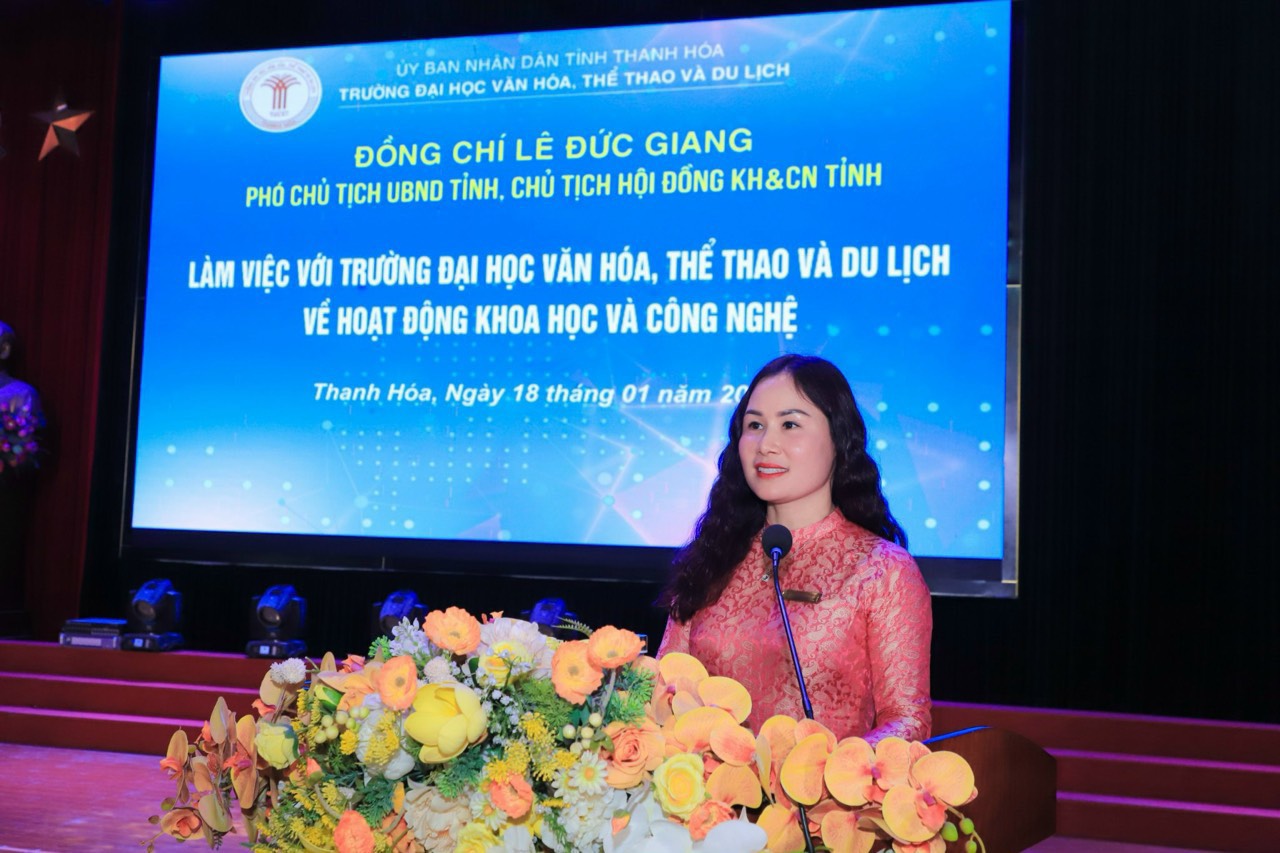 ỦY BAN NHÂN DÂN TỈNH THANH HÓA
TRƯỜNG ĐẠI HỌC VĂN HÓA, THỂ THAO VÀ DU LỊCH
ĐỒNG CHÍ LÊ ĐỨC GIANG
PHÓ CHỦ TỊCH UBND TỈNH, CHỦ TỊCH HỘI ĐỒNG KH&CN TỈNH
LÀM VIỆC VỚI TRƯỜNG ĐẠI HỌC VĂN HÓA, THỂ THAO VÀ DU LỊCH
VỀ HOẠT ĐỘNG KHOA HỌC VÀ CÔNG NGHỆ
Thanh Hóa, Ngày 18 tháng 01 năm 20